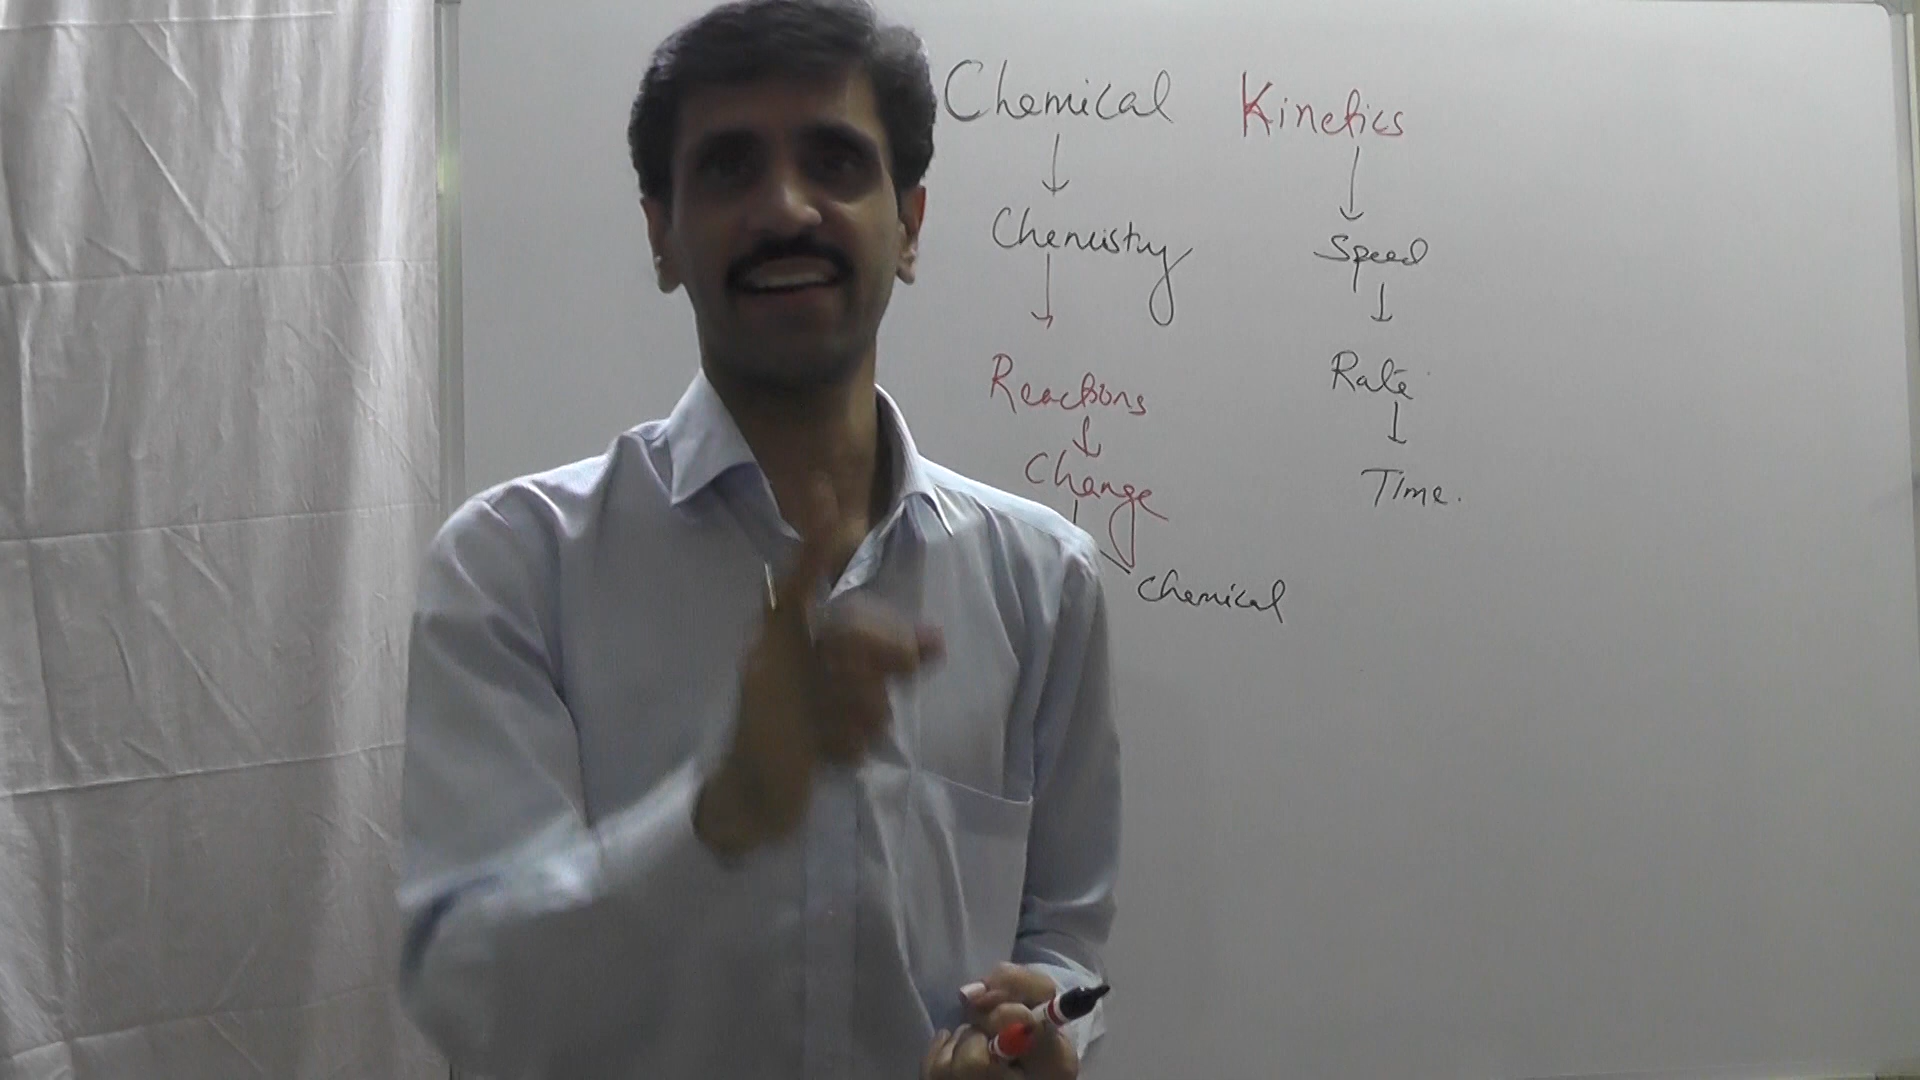 Chemical Kinetics
Chemistry Speed
Reactions Rate
Change Time.
Chemical